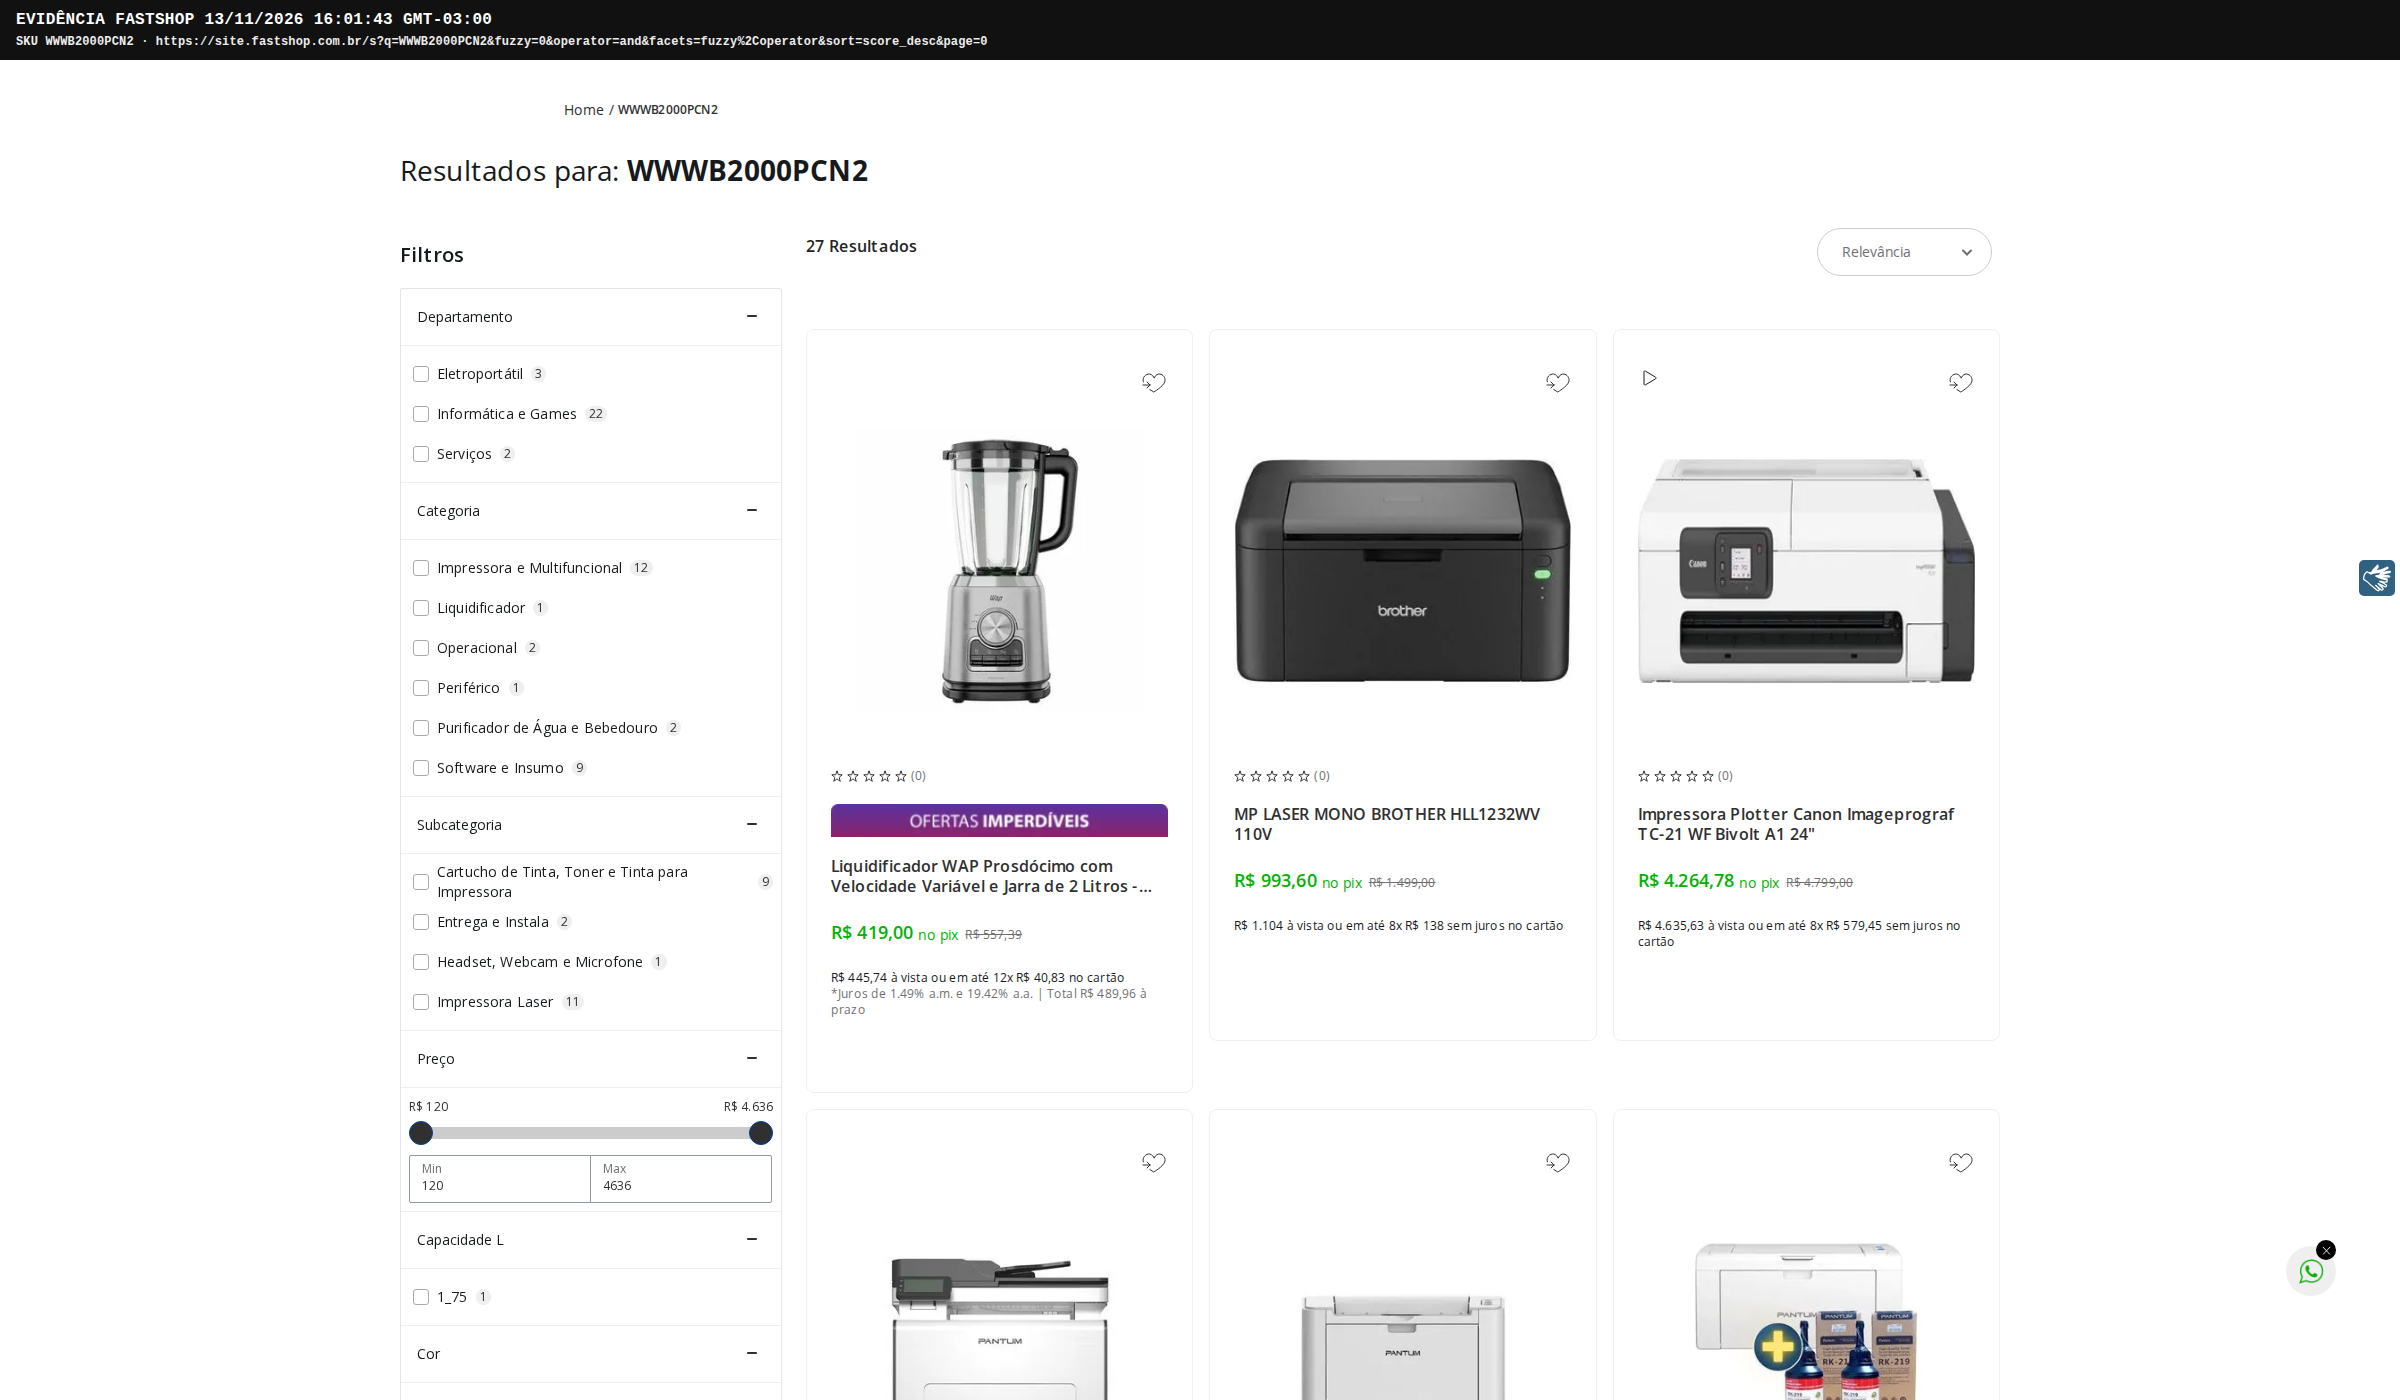 EVIDÊNCIA FASTSHOP 13/11/2026 16:01:43 GMT-03:00
SKU WWWB2000PCN2 · https://site.fastshop.com.br/s?q=WWWB2000PCN2&fuzzy=0&operator=and&facets=fuzzy%2Coperator&sort=score_desc&page=0
Home / WWWB2000PCN2
Resultados para: WWWB2000PCN2
Filtros
27 Resultados
Relevância
Departamento
Eletroportátil 3
Informática e Games 22
Serviços 2
Categoria
Impressora e Multifuncional 12
Liquidificador 1
Operacional 2
Periférico 1
Purificador de Água e Bebedouro 2
Software e Insumo 9
Subcategoria
Cartucho de Tinta, Toner e Tinta para
Impressora 9
Entrega e Instala 2
Headset, Webcam e Microfone 1
Impressora Laser 11
Preço
R$ 120 R$ 4.636
Min Max
120 4636
Capacidade L
1_75 1
Cor
Wap
(0)
OFERTAS IMPERDÍVEIS
Liquidificador WAP Prosdócimo com
Velocidade Variável e Jarra de 2 Litros -...
R$ 419,00 no pix R$ 557,39
R$ 445,74 à vista ou em até 12x R$ 40,83 no cartão
*Juros de 1.49% a.m. e 19.42% a.a. | Total R$ 489,96 à
prazo
brother
(0)
MP LASER MONO BROTHER HLL1232WV
110V
R$ 993,60 no pix R$ 1.499,00
R$ 1.104 à vista ou em até 8x R$ 138 sem juros no cartão
Canon
(0)
Impressora Plotter Canon Imageprograf
TC-21 WF Bivolt A1 24"
R$ 4.264,78 no pix R$ 4.799,00
R$ 4.635,63 à vista ou em até 8x R$ 579,45 sem juros no
cartão
PANTUM
PANTUM
PANTUM
PANTUM PANTUM
RK-219
RK-219 RK-219